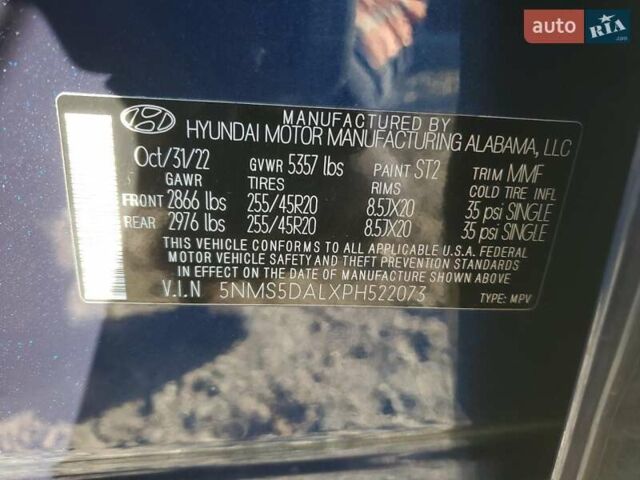 auto RIA.com
MANUFACTURED BY
HYUNDAI MOTOR MANUFACTURING ALABAMA, LLC
Oct/31/22 GVWR 5357 lbs PAINT ST2 TRIM MMF
GAWR TIRES RIMS COLD TIRE INFL
FRONT 2866 lbs 255/45R20 8.5JX20 35 psi SINGLE
REAR 2976 lbs 255/45R20 8.5JX20 35 psi SINGLE
THIS VEHICLE CONFORMS TO ALL APPLICABLE U.S.A. FEDERAL
MOTOR VEHICLE SAFETY AND THEFT PREVENTION STANDARDS
IN EFFECT ON THE DATE OF MANUFACTURE SHOWN ABOVE.
V.I.N 5NMS5DALXPH522073 TYPE: MPV